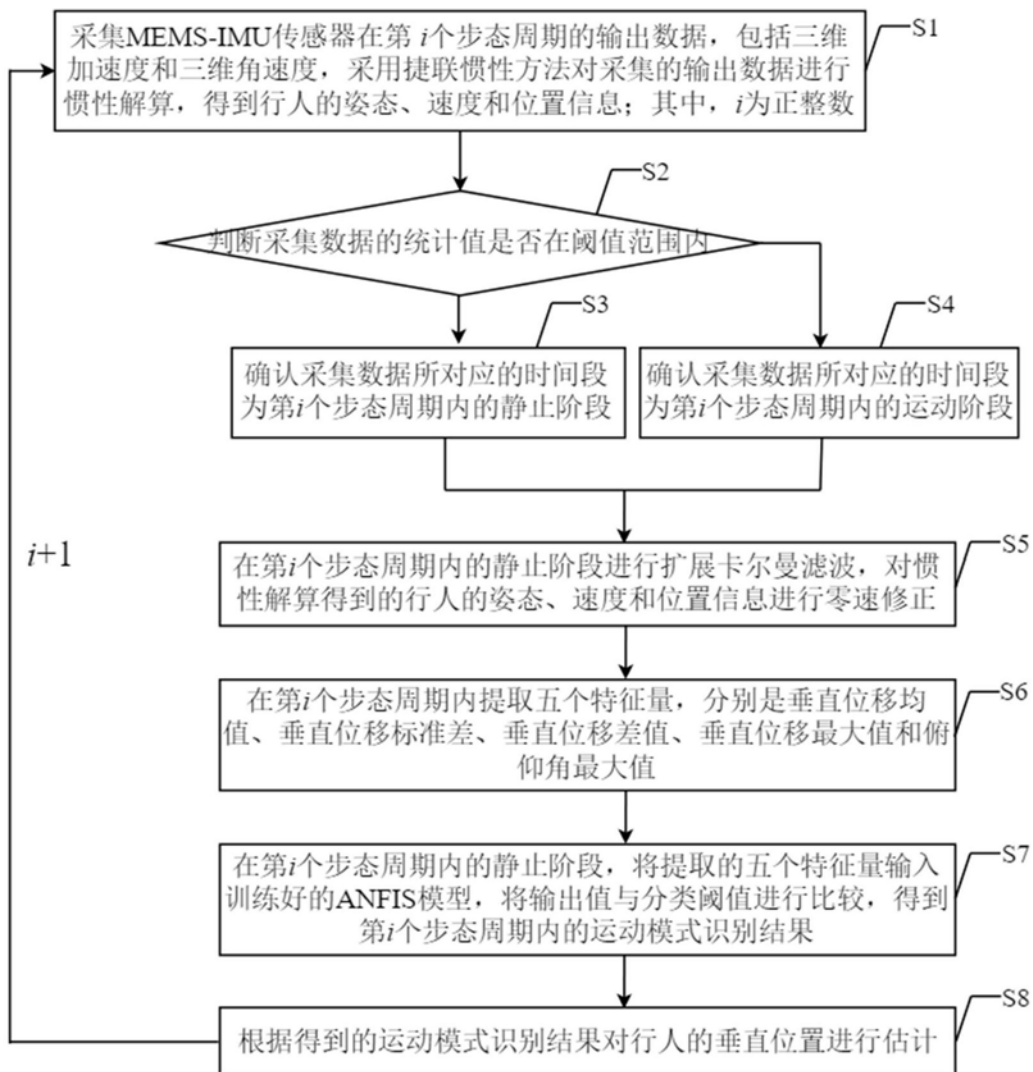 采集MEMS-IMU传感器在第 i个步态周期的输出数据，包括三维
加速度和三维角速度，采用捷联惯性方法对采集的输出数据进行
惯性解算，得到行人的姿态、速度和位置信息；其中，i为正整数
S1
S2
判断采集数据的统计值是否在阈值范围内
S3
S4
确认采集数据所对应的时间段
为第i个步态周期内的静止阶段
确认采集数据所对应的时间段
为第i个步态周期内的运动阶段
i+1
S5
在第i个步态周期内的静止阶段进行扩展卡尔曼滤波，对惯
性解算得到的行人的姿态、速度和位置信息进行零速修正
S6
在第i个步态周期内提取五个特征量，分别是垂直位移均
值、垂直位移标准差、垂直位移差值、垂直位移最大值和俯
仰角最大值
S7
在第i个步态周期内的静止阶段，将提取的五个特征量输入
训练好的ANFIS模型，将输出值与分类阈值进行比较，得到
第i个步态周期内的运动模式识别结果
S8
根据得到的运动模式识别结果对行人的垂直位置进行估计